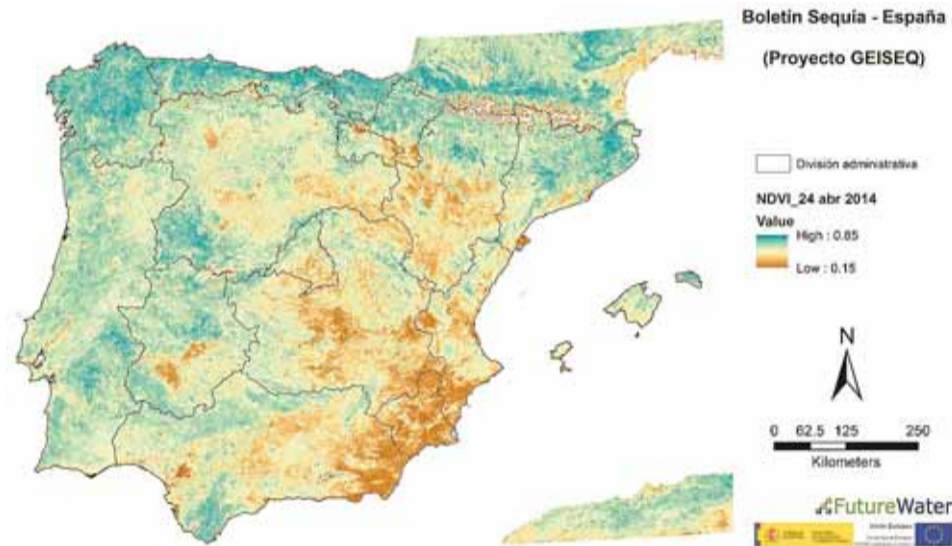 Boletín Sequía - España
(Proyecto GEISEQ)
División administrativa
NDVI_24 abr 2014
Value
High : 0.85
Low : 0.15
N
0 62.5 125 250
Kilometers
FutureWater